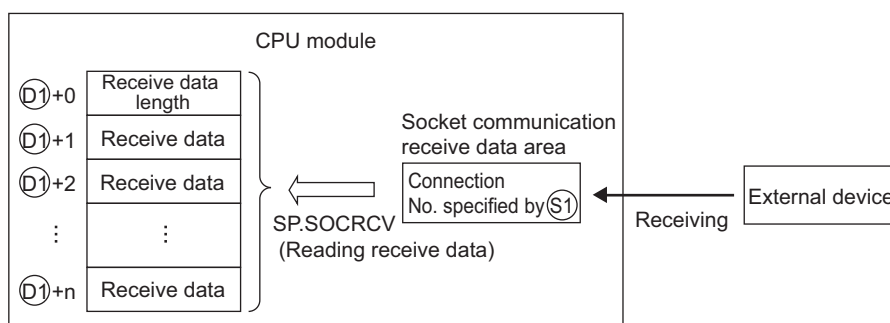 CPU module
D1+0
Receive data
length
D1+1
Receive data
D1+2
Receive data
⋮
⋮
D1+n
Receive data
SP.SOCRCV
(Reading receive data)
Socket communication
receive data area
Connection
No. specified by S1
Receiving
External device